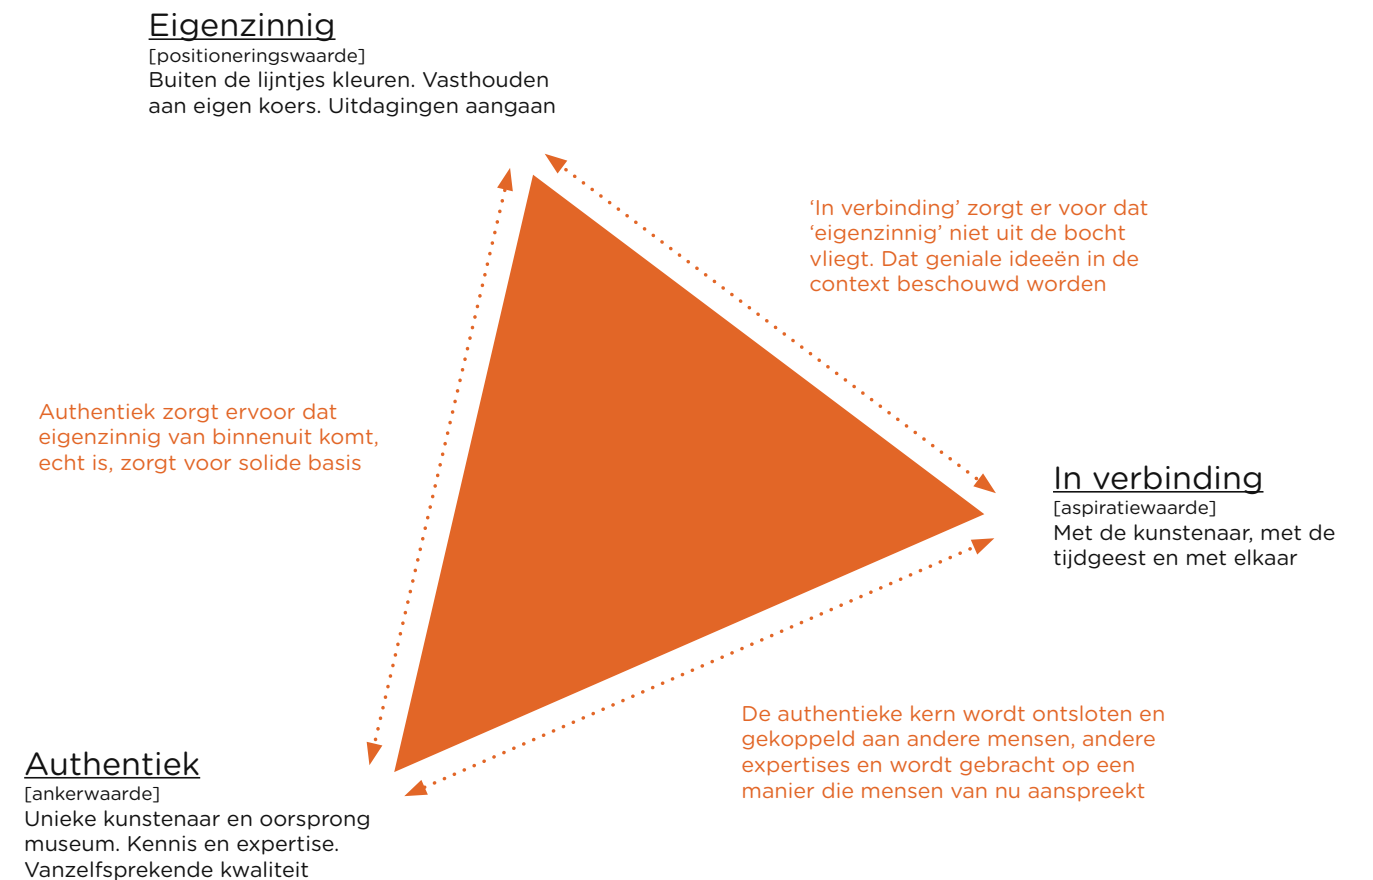 Eigenzinnig
[positioneringswaarde]
Buiten de lijntjes kleuren. Vasthouden
aan eigen koers. Uitdagingen aangaan
‘In verbinding’ zorgt er voor dat
‘eigenzinnig’ niet uit de bocht
vliegt. Dat geniale ideeën in de
context beschouwd worden
Authentiek zorgt ervoor dat
eigenzinnig van binnenuit komt,
echt is, zorgt voor solide basis
In verbinding
[aspiratiewaarde]
Met de kunstenaar, met de
tijdgeest en met elkaar
De authentieke kern wordt ontsloten en
gekoppeld aan andere mensen, andere
expertises en wordt gebracht op een
manier die mensen van nu aanspreekt
Authentiek
[ankerwaarde]
Unieke kunstenaar en oorsprong
museum. Kennis en expertise.
Vanzelfsprekende kwaliteit